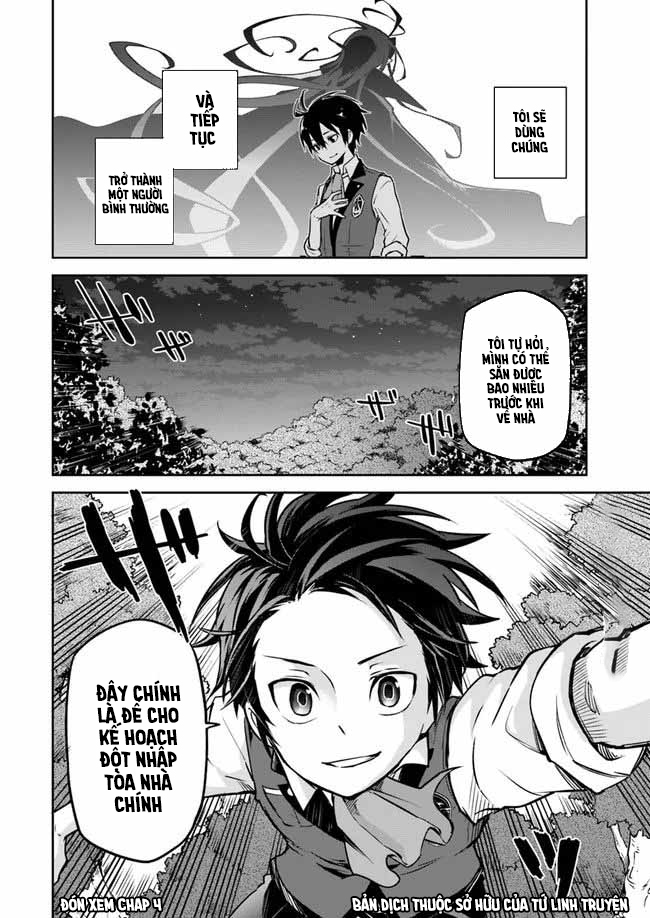 TÔI SẼ
DÙNG
CHÚNG
VÀ
TIẾP
TỤC
TRỞ THÀNH
MỘT NGƯỜI
BÌNH THƯỜNG
TÔI TỰ HỎI,
MÌNH CÓ THỂ
SĂN ĐƯỢC
BAO NHIÊU
TRƯỚC KHI
VỀ NHÀ
ĐÂY CHÍNH
LÀ ĐỂ CHO
KẾ HOẠCH
ĐỘT NHẬP
TÒA NHÀ
CHÍNH
ĐÓN XEM CHAP 4
BẢN DỊCH THUỘC SỞ HỮU CỦA TỨ LINH TRUYỆN